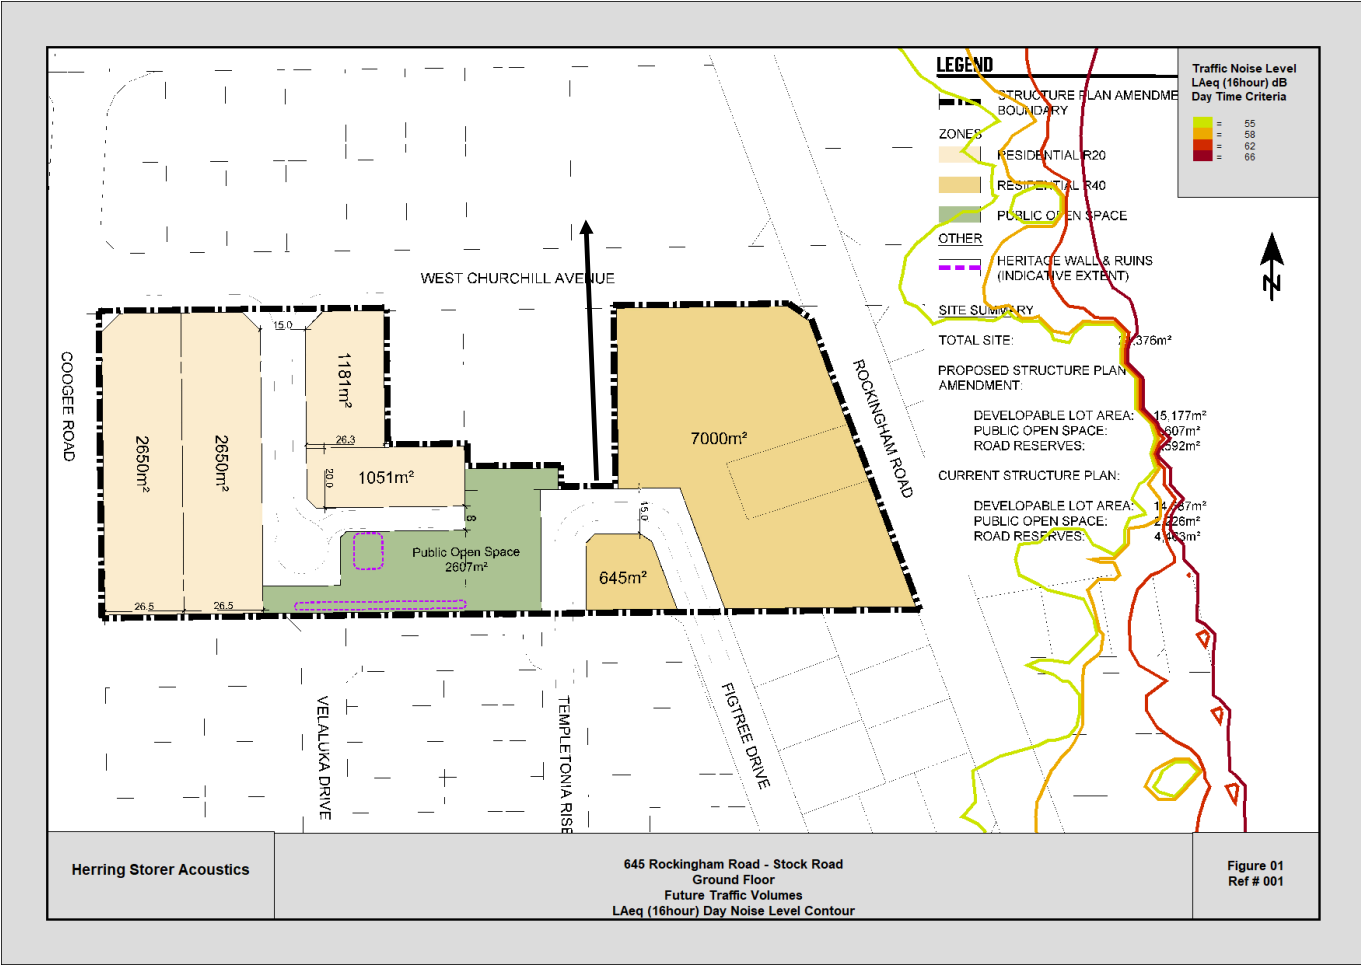 LEGEND
STRUCTURE PLAN AMENDME
BOUNDARY
ZONES
RESIDENTIAL R20
RESIDENTIAL R40
PUBLIC OPEN SPACE
OTHER
HERITAGE WALL & RUINS
(INDICATIVE EXTENT)
SITE SUMMARY
TOTAL SITE: ,376m²
PROPOSED STRUCTURE PLAN
AMENDMENT:
DEVELOPABLE LOT AREA: 15,177m²
PUBLIC OPEN SPACE: 607m²
ROAD RESERVES: 592m²
CURRENT STRUCTURE PLAN:
DEVELOPABLE LOT AREA:
PUBLIC OPEN SPACE:
ROAD RESERVES:
Traffic Noise Level
LAeq (16hour) dB
Day Time Criteria
= 55
= 58
= 62
= 66
N
WEST CHURCHILL AVENUE
COOGEE ROAD
ROCKINGHAM ROAD
15.0
1181m²
2650m²
2650m²
26.3
20.0
1051m²
8
7000m²
15.0
Public Open Space
2607m²
645m²
26.5
26.5
VELALUKA DRIVE
TEMPLETONIA RISE
FIGTREE DRIVE
Herring Storer Acoustics
645 Rockingham Road - Stock Road
Ground Floor
Future Traffic Volumes
LAeq (16hour) Day Noise Level Contour
Figure 01
Ref # 001